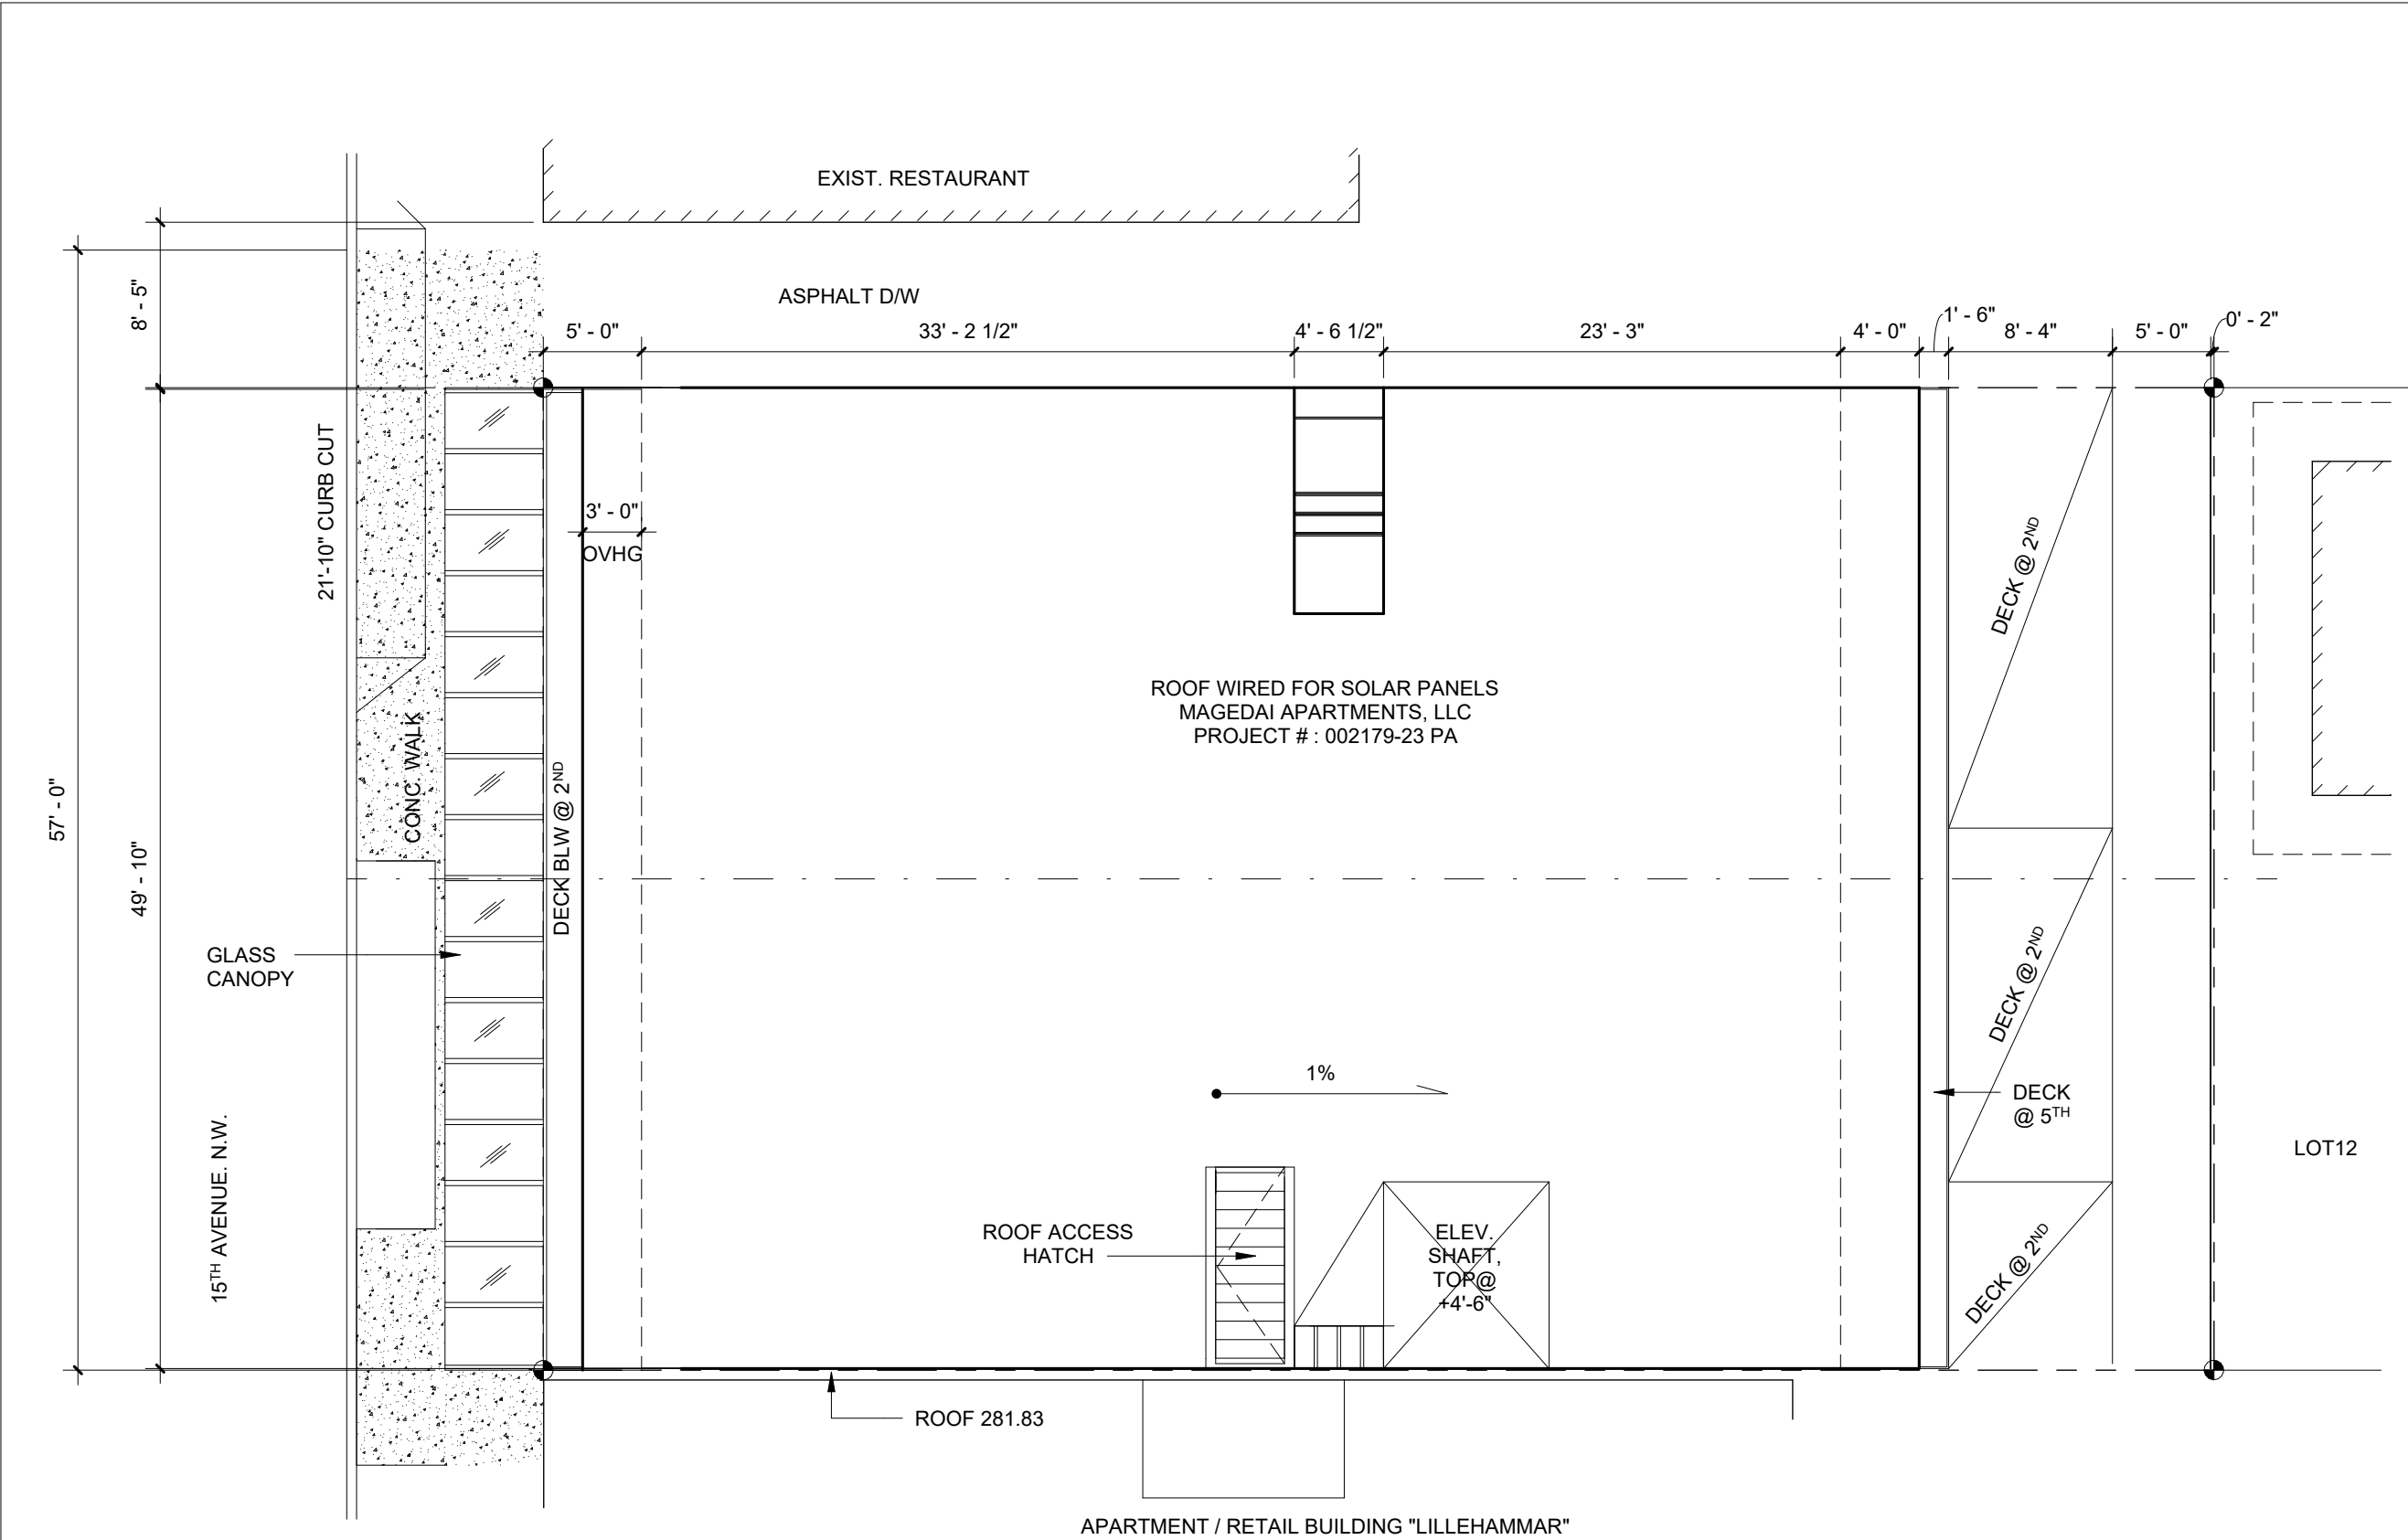 EXIST. RESTAURANT
ASPHALT D/W
8' - 5"
5' - 0"
33' - 2 1/2"
4' - 6 1/2"
23' - 3"
4' - 0"
1' - 6"
8' - 4"
5' - 0"
0' - 2"
21'-10" CURB CUT
3' - 0"
OVHG
DECK @ 2ND
ROOF WIRED FOR SOLAR PANELS
MAGEDAI APARTMENTS, LLC
PROJECT # : 002179-23 PA
CONC. WALK
57' - 0"
49' - 10"
DECK BLW @ 2ND
GLASS
CANOPY
DECK @ 2ND
1%
DECK
@ 5TH
LOT12
15TH AVENUE. N.W.
ROOF ACCESS
HATCH
ELEV.
SHAFT,
TOP@
+4'-6"
DECK @ 2ND
ROOF 281.83
APARTMENT / RETAIL BUILDING "LILLEHAMMAR"